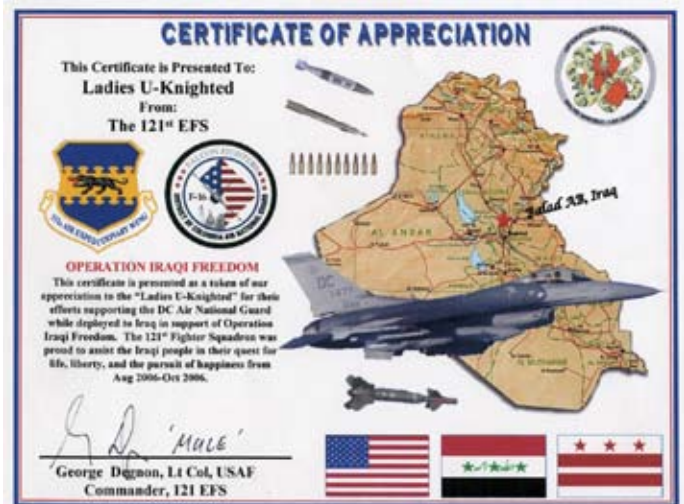 CERTIFICATE OF APPRECIATION
This Certificate is Presented To:
Ladies U-Knighted
From:
The 121st EFS
F-16
OPERATION IRAQI FREEDOM
This certificate is presented as a token of our
appreciation to the “Ladies U-Knighted” for their
efforts supporting the DC Air National Guard
while deployed to Iraq in support of Operation
Iraqi Freedom. The 121st Fighter Squadron was
proud to assist the Iraqi people in their quest for
life, liberty, and the pursuit of happiness from
Aug 2006-Oct 2006.
'MULE'
George Degnon, Lt Col, USAF
Commander, 121 EFS
Balad AB, Iraq
AL ANBAR
DC